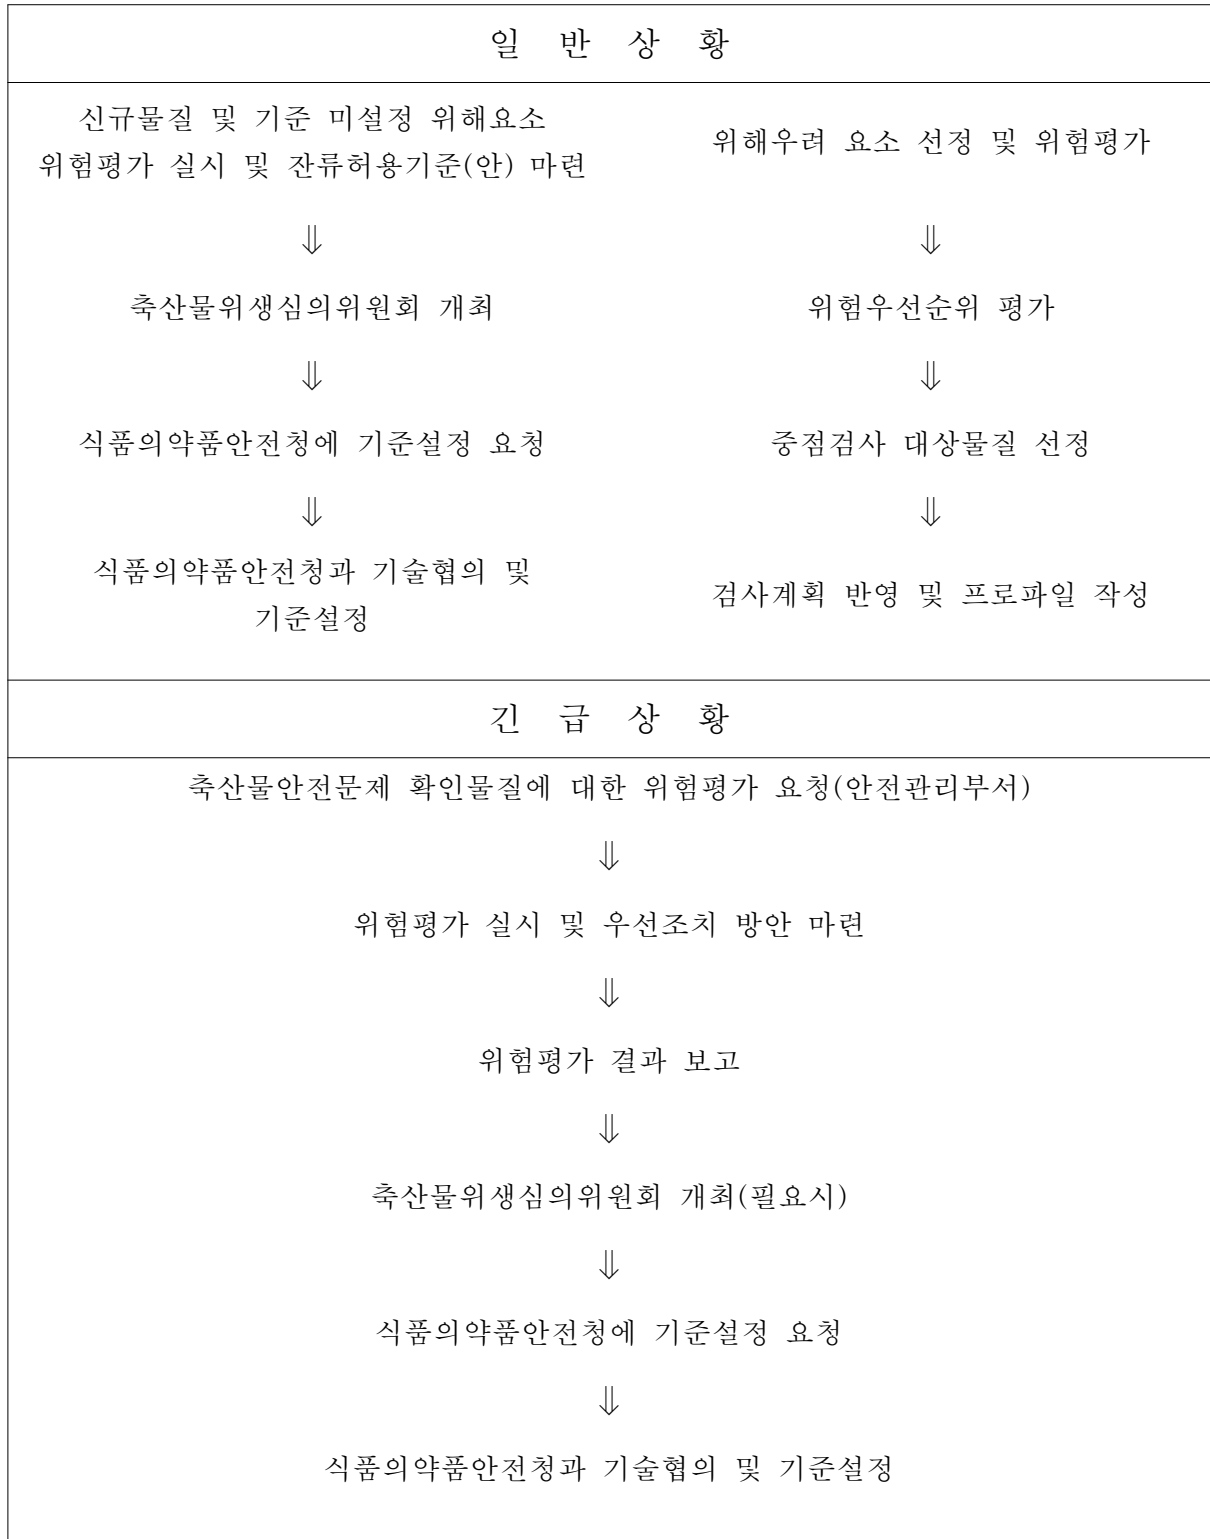 일 반 상 황
신규물질 및 기준 미설정 위해요소
위험평가 실시 및 잔류허용기준(안) 마련
⇓
축산물위생심의위원회 개최
⇓
식품의약품안전청에 기준설정 요청
⇓
식품의약품안전청과 기술협의 및
기준설정
위해우려 요소 선정 및 위험평가
⇓
위험우선순위 평가
⇓
중점검사 대상물질 선정
⇓
검사계획 반영 및 프로파일 작성
긴 급 상 황
축산물안전문제 확인물질에 대한 위험평가 요청(안전관리부서)
⇓
위험평가 실시 및 우선조치 방안 마련
⇓
위험평가 결과 보고
⇓
축산물위생심의위원회 개최(필요시)
⇓
식품의약품안전청에 기준설정 요청
⇓
식품의약품안전청과 기술협의 및 기준설정